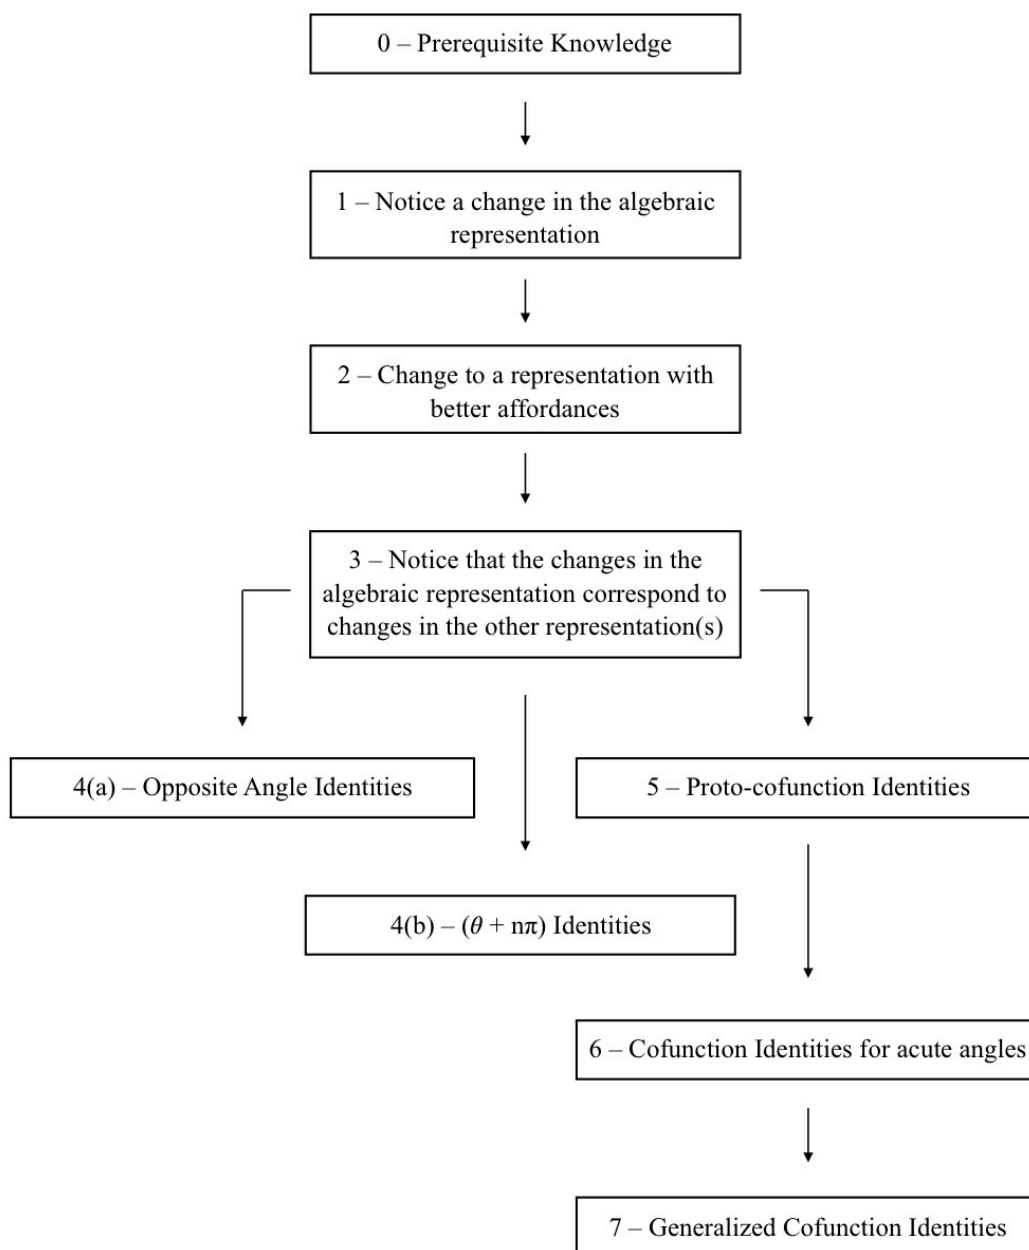 0 – Prerequisite Knowledge
1 – Notice a change in the algebraic
representation
2 – Change to a representation with
better affordances
3 – Notice that the changes in the
algebraic representation correspond to
changes in the other representation(s)
4(a) – Opposite Angle Identities
5 – Proto-cofunction Identities
4(b) – (θ + nπ) Identities
6 – Cofunction Identities for acute angles
7 – Generalized Cofunction Identities